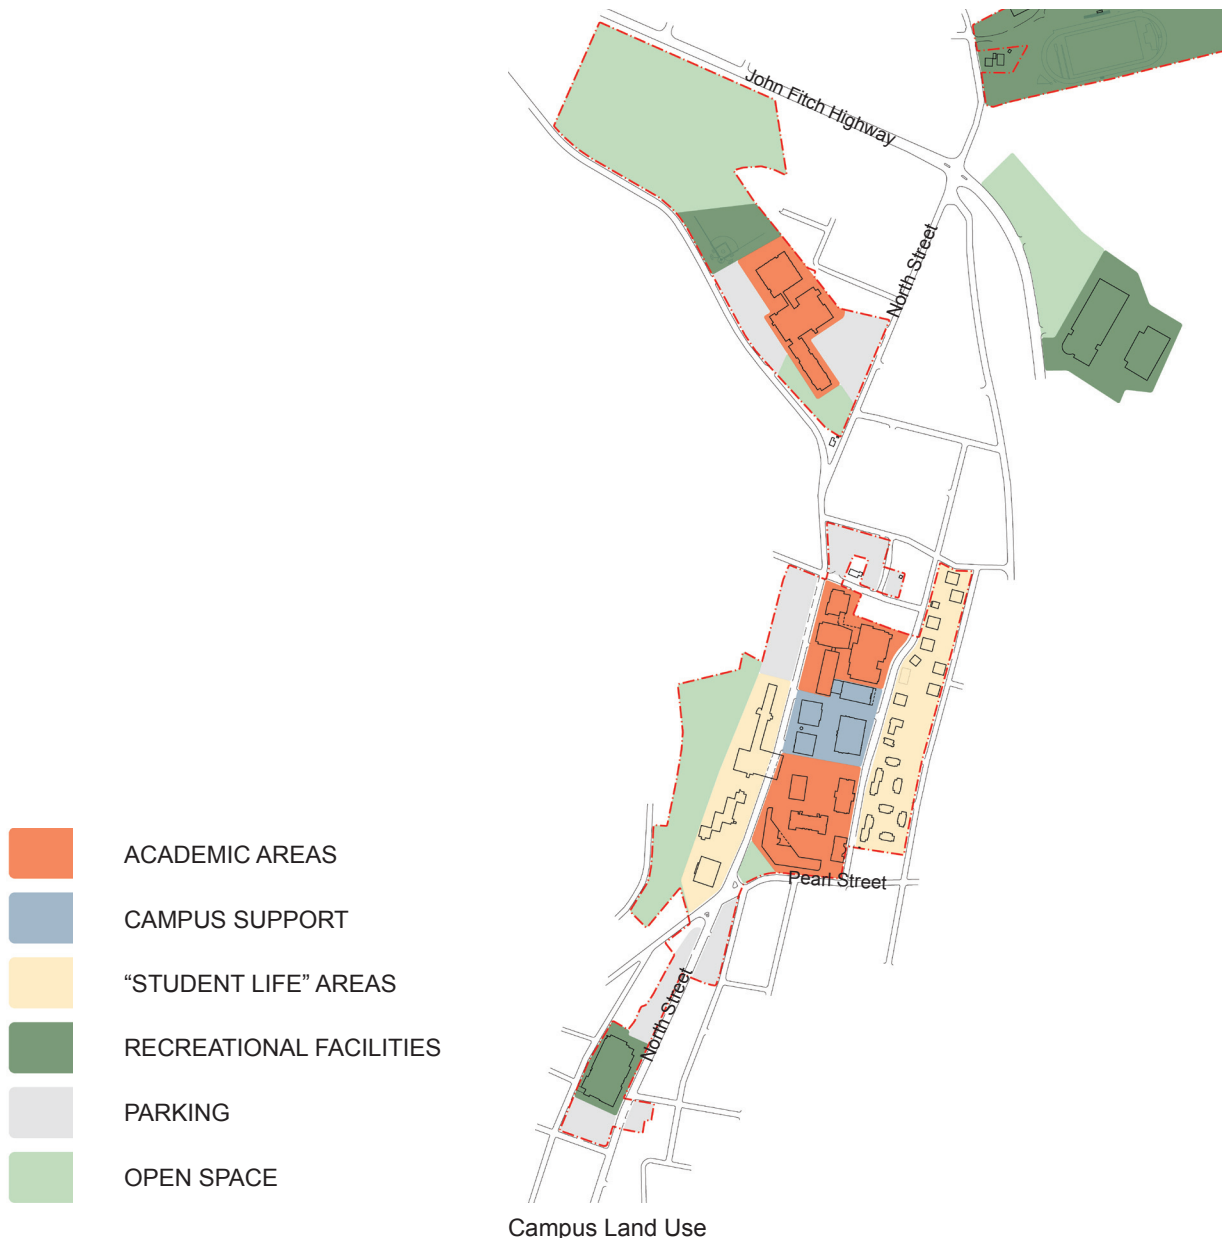 John Fitch Highway
North Street
Pearl Street
North Street
ACADEMIC AREAS
CAMPUS SUPPORT
“STUDENT LIFE” AREAS
RECREATIONAL FACILITIES
PARKING
OPEN SPACE
Campus Land Use